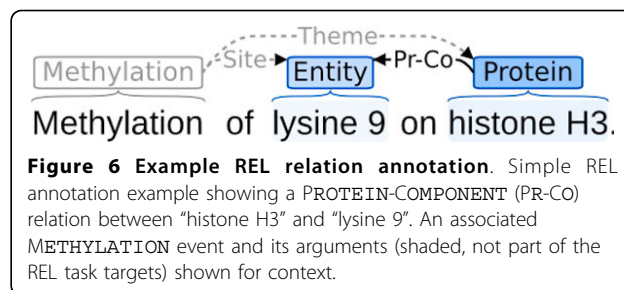 Theme
Methylation Site Entity Pr-Co Protein
Methylation of lysine 9 on histone H3.
Figure 6 Example REL relation annotation. Simple REL
annotation example showing a PROTEIN-COMPONENT (PR-CO)
relation between "histone H3" and "lysine 9". An associated
METHYLATION event and its arguments (shaded, not part of the
REL task targets) shown for context.